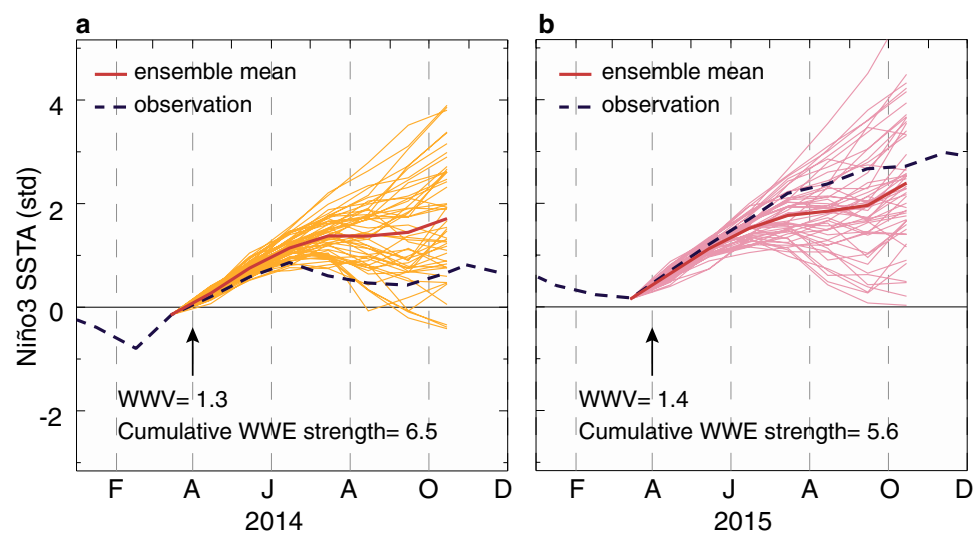 a
ensemble mean
observation
Niño3 SSTA (std)
4
2
0
-2
WWV= 1.3
Cumulative WWE strength= 6.5
F A J A O D
2014
b
ensemble mean
observation
WWV= 1.4
Cumulative WWE strength= 5.6
F A J A O D
2015